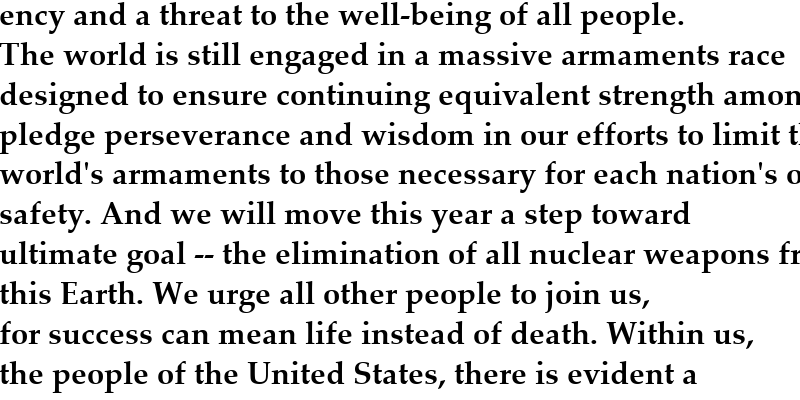 ency and a threat to the well-being of all people.
The world is still engaged in a massive armaments race
designed to ensure continuing equivalent strength amon
pledge perseverance and wisdom in our efforts to limit t
world's armaments to those necessary for each nation's o
safety. And we will move this year a step toward
ultimate goal -- the elimination of all nuclear weapons fr
this Earth. We urge all other people to join us,
for success can mean life instead of death. Within us,
the people of the United States, there is evident a